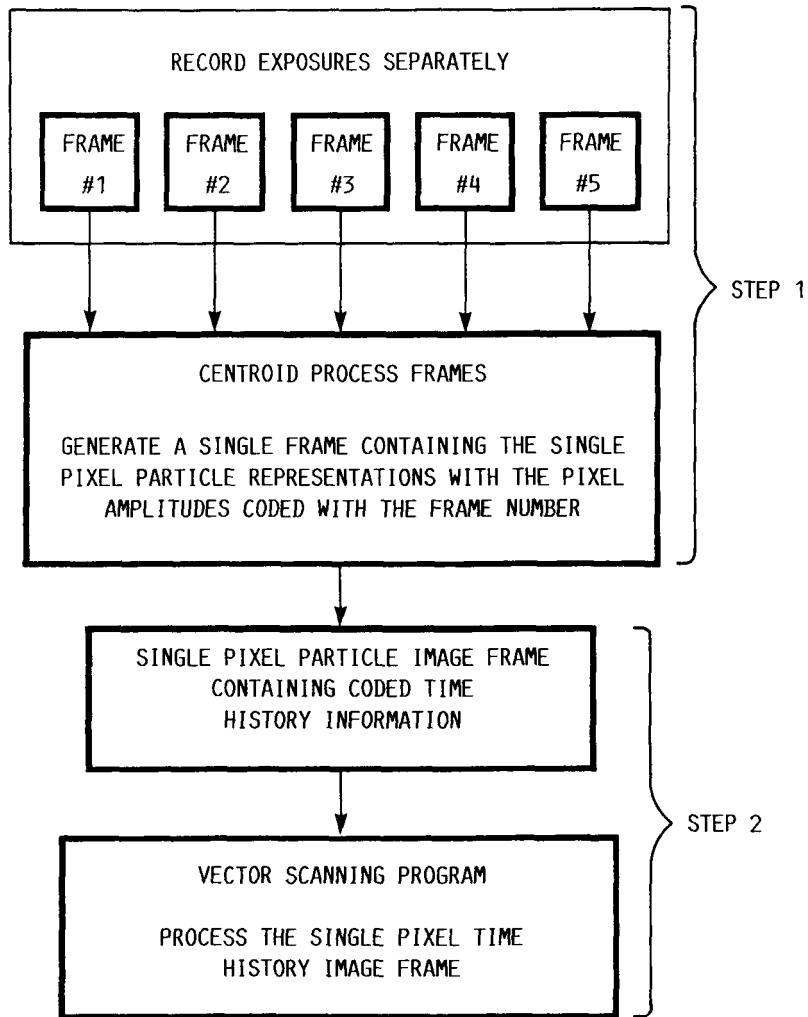 RECORD EXPOSURES SEPARATELY
FRAME #1
FRAME #2
FRAME #3
FRAME #4
FRAME #5
STEP 1
CENTROID PROCESS FRAMES
GENERATE A SINGLE FRAME CONTAINING THE SINGLE
PIXEL PARTICLE REPRESENTATIONS WITH THE PIXEL
AMPLITUDES CODED WITH THE FRAME NUMBER
SINGLE PIXEL PARTICLE IMAGE FRAME
CONTAINING CODED TIME
HISTORY INFORMATION
STEP 2
VECTOR SCANNING PROGRAM
PROCESS THE SINGLE PIXEL TIME
HISTORY IMAGE FRAME